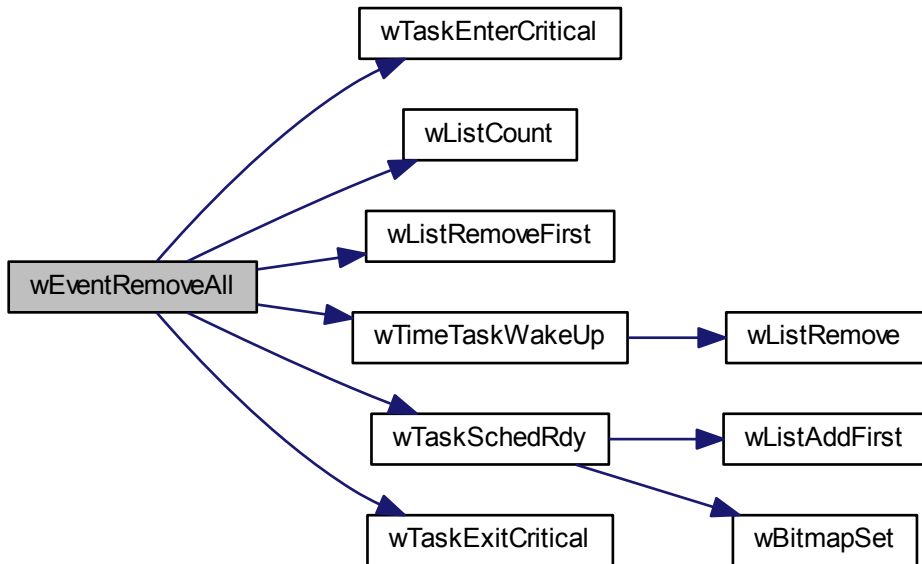 wTaskEnterCritical
wListCount
wListRemoveFirst
wEventRemoveAll
wTimeTaskWakeUp
wListRemove
wTaskSchedRdy
wListAddFirst
wTaskExitCritical
wBitmapSet